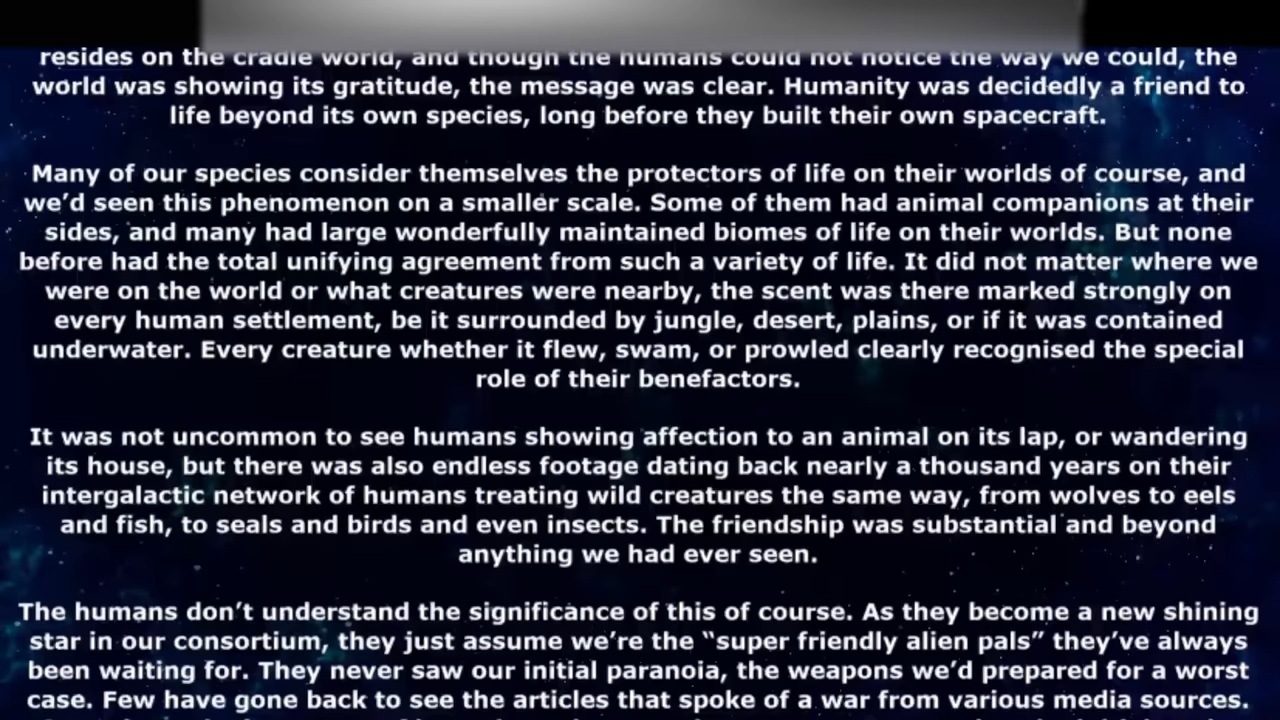 resides on the cradle world, and though the humans could not notice the way we could, the
world was showing its gratitude, the message was clear. Humanity was decidedly a friend to
life beyond its own species, long before they built their own spacecraft.
Many of our species consider themselves the protectors of life on their worlds of course, and
we’d seen this phenomenon on a smaller scale. Some of them had animal companions at their
sides, and many had large wonderfully maintained biomes of life on their worlds. But none
before had the total unifying agreement from such a variety of life. It did not matter where we
were on the world or what creatures were nearby, the scent was there marked strongly on
every human settlement, be it surrounded by jungle, desert, plains, or if it was contained
underwater. Every creature whether it flew, swam, or prowled clearly recognised the special
role of their benefactors.
It was not uncommon to see humans showing affection to an animal on its lap, or wandering
its house, but there was also endless footage dating back nearly a thousand years on their
intergalactic network of humans treating wild creatures the same way, from wolves to eels
and fish, to seals and birds and even insects. The friendship was substantial and beyond
anything we had ever seen.
The humans don’t understand the significance of this of course. As they become a new shining
star in our consortium, they just assume we’re the “super friendly alien pals” they’ve always
been waiting for. They never saw our initial paranoia, the weapons we’d prepared for a worst
case. Few have gone back to see the articles that spoke of a war from various media sources.